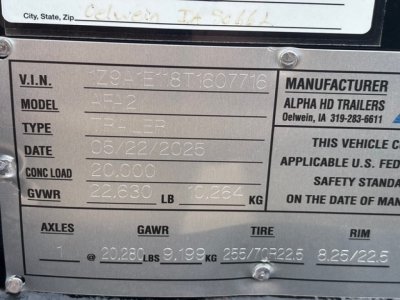 City, State, Zip Oelwein IA 50662
V.I.N. 1Z9A1E118T1607716
MODEL AFA2
TYPE TRAILER
DATE 05/22/2025
CONC LOAD 20,000
GVWR 22,630 LB 10,264 KG
MANUFACTURER
ALPHA HD TRAILERS
Oelwein, IA 319-283-6611
THIS VEHICLE CO
APPLICABLE U.S. FED
SAFETY STANDA
ON THE DATE OF MAN
AXLES GAWR TIRE RIM
1 @ 20,280 LBS 9,199 KG 255/70R22.5 8.25/22.5